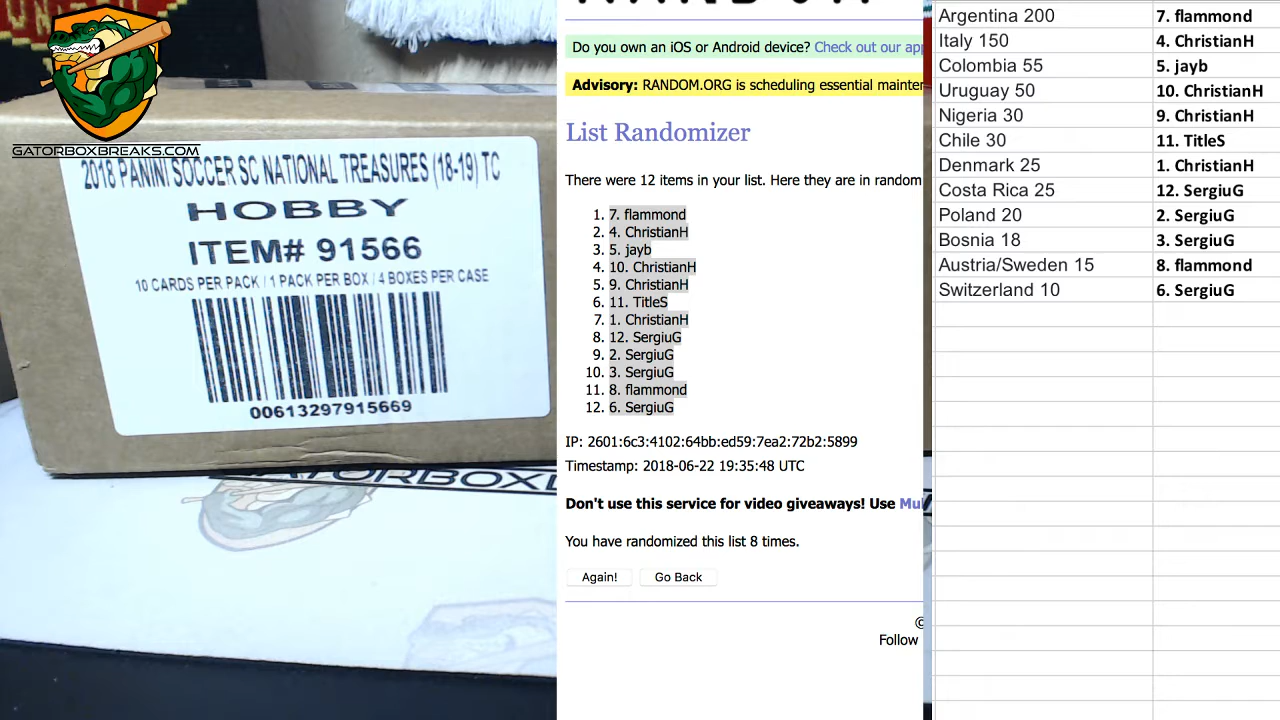 GATORBOXBREAKS.COM
2018 PANINI SOCCER SC NATIONAL TREASURES (18-19) TC
HOBBY
ITEM# 91566
10 CARDS PER PACK / 1 PACK PER BOX / 4 BOXES PER CASE
00613297915669
Do you own an iOS or Android device? Check out our app
Advisory: RANDOM.ORG is scheduling essential mainten
List Randomizer
There were 12 items in your list. Here they are in random
1. 7. flammond
2. 4. ChristianH
3. 5. jayb
4. 10. ChristianH
5. 9. ChristianH
6. 11. TitleS
7. 1. ChristianH
8. 12. SergiuG
9. 2. SergiuG
10. 3. SergiuG
11. 8. flammond
12. 6. SergiuG
IP: 2601:6c3:4102:64bb:ed59:7ea2:72b2:5899
Timestamp: 2018-06-22 19:35:48 UTC
Don't use this service for video giveaways! Use Mul
You have randomized this list 8 times.
Again! Go Back
©
Follow
Argentina 200 7. flammond
Italy 150 4. ChristianH
Colombia 55 5. jayb
Uruguay 50 10. ChristianH
Nigeria 30 9. ChristianH
Chile 30 11. TitleS
Denmark 25 1. ChristianH
Costa Rica 25 12. SergiuG
Poland 20 2. SergiuG
Bosnia 18 3. SergiuG
Austria/Sweden 15 8. flammond
Switzerland 10 6. SergiuG